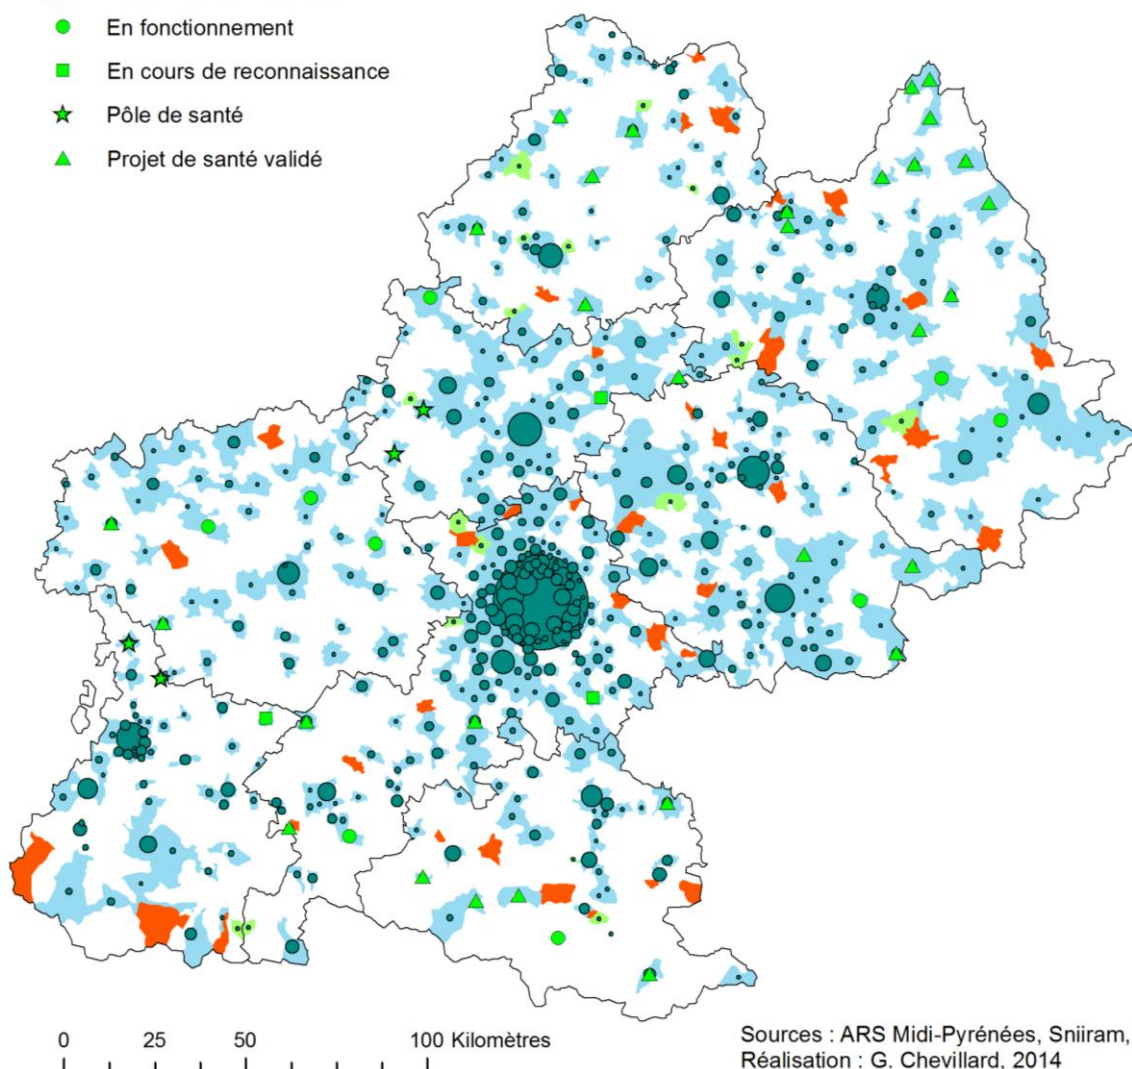 En fonctionnement
En cours de reconnaissance
Pôle de santé
Projet de santé validé
0 25 50 100 Kilomètres
Sources : ARS Midi-Pyrénées, Sniiram,
Réalisation : G. Chevillard, 2014